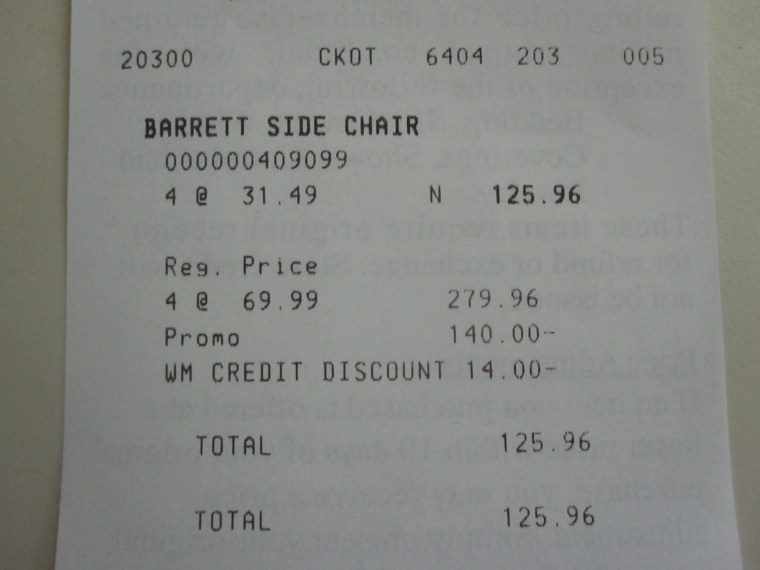 20300 CKOT 6404 203 005
BARRETT SIDE CHAIR
000000409099
4 @ 31.49 N 125.96
Reg. Price
4 @ 69.99 279.96
Promo 140.00-
WM CREDIT DISCOUNT 14.00-
TOTAL 125.96
TOTAL 125.96